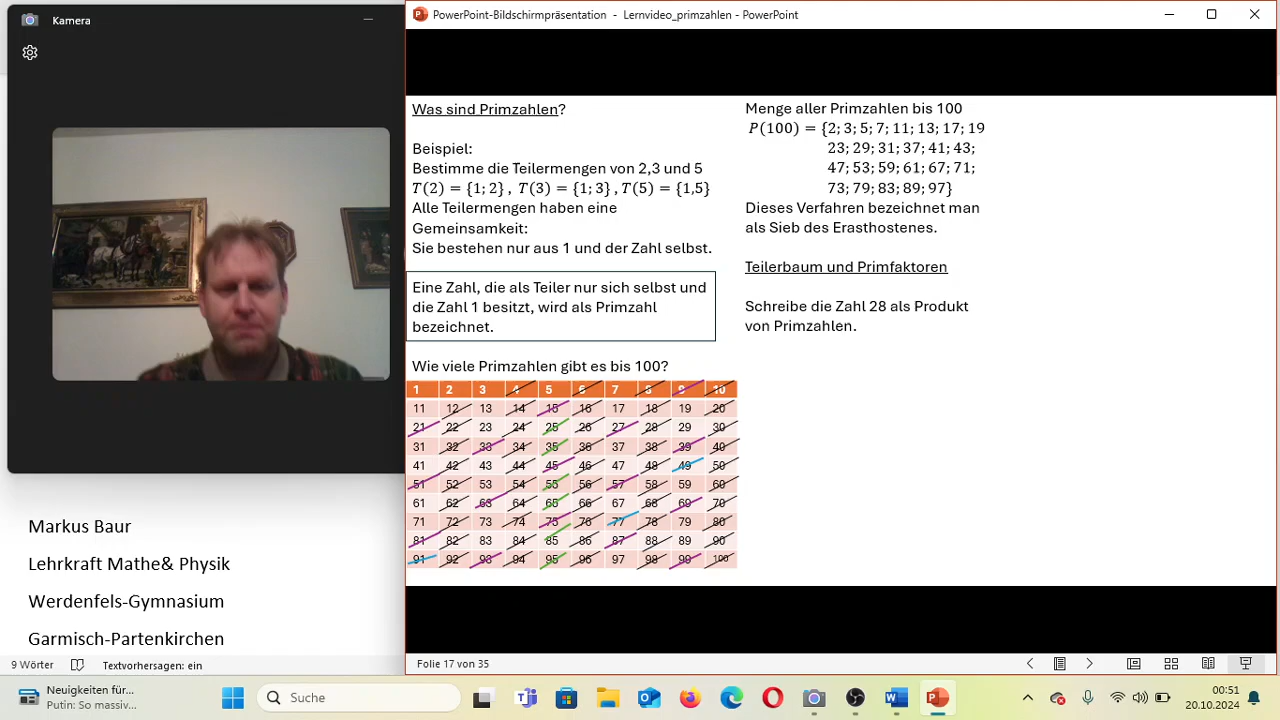 Kamera
PowerPoint-Bildschirmpräsentation - Lernvideo_primzahlen - PowerPoint
Was sind Primzahlen?
Beispiel:
Bestimme die Teilermengen von 2,3 und 5
T(2) = {1; 2} , T(3) = {1; 3} , T(5) = {1,5}
Alle Teilermengen haben eine
Gemeinsamkeit:
Sie bestehen nur aus 1 und der Zahl selbst.
Eine Zahl, die als Teiler nur sich selbst und
die Zahl 1 besitzt, wird als Primzahl
bezeichnet.
Wie viele Primzahlen gibt es bis 100?
1 2 3 4 5 6 7 8 9 10
11 12 13 14 15 16 17 18 19 20
21 22 23 24 25 26 27 28 29 30
31 32 33 34 35 36 37 38 39 40
41 42 43 44 45 46 47 48 49 50
51 52 53 54 55 56 57 58 59 60
61 62 63 64 65 66 67 68 69 70
71 72 73 74 75 76 77 78 79 80
81 82 83 84 85 86 87 88 89 90
91 92 93 94 95 96 97 98 99 100
Menge aller Primzahlen bis 100
P(100) = {2; 3; 5; 7; 11; 13; 17; 19
23; 29; 31; 37; 41; 43;
47; 53; 59; 61; 67; 71;
73; 79; 83; 89; 97}
Dieses Verfahren bezeichnet man
als Sieb des Erasthostenes.
Teilerbaum und Primfaktoren
Schreibe die Zahl 28 als Produkt
von Primzahlen.
Markus Baur
Lehrkraft Mathe& Physik
Werdenfels-Gymnasium
Garmisch-Partenkirchen
9 Wörter
Textvorhersagen: ein
Folie 17 von 35
Neuigkeiten für...
Putin: So massiv...
Suche
00:51
20.10.2024